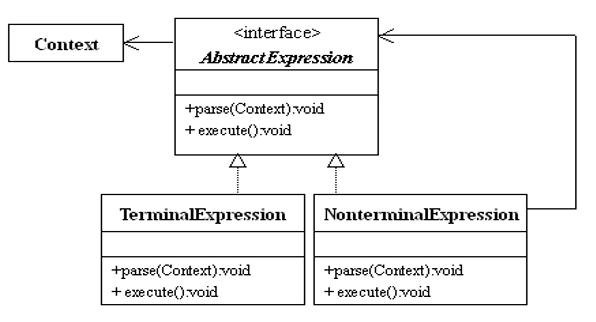 Context
<interface>
AbstractExpression
+parse(Context):void
+ execute():void
TerminalExpression
+parse(Context):void
+ execute():void
NonterminalExpression
+parse(Context):void
+ execute():void